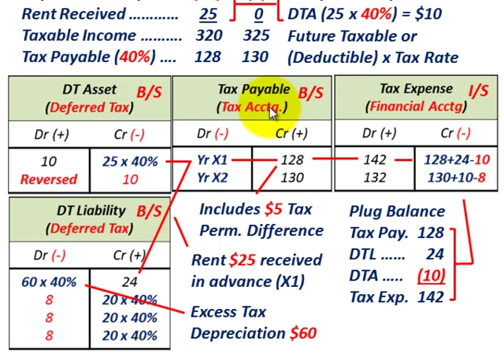 Rent Received ............ 25 0 DTA (25 x 40%) = $10
Taxable Income .......... 320 325 Future Taxable or
Tax Payable (40%) .... 128 130 (Deductible) x Tax Rate
DT Asset B/S
(Deferred Tax)
Dr (+) Cr (-)
10 25 x 40%
Reversed 10
Tax Payable B/S
(Tax Acctg.)
Dr (-) Cr (+)
Yr X1 128
Yr X2 130
Tax Expense I/S
(Financial Acctg)
Dr (+) Cr (-)
142 128+24-10
132 130+10-8
DT Liability B/S
(Deferred Tax)
Dr (-) Cr (+)
24
60 x 40%
8 20 x 40%
8 20 x 40%
8 20 x 40%
Includes $5 Tax
Perm. Difference
Rent $25 received
in advance (X1)
Excess Tax
Depreciation $60
Plug Balance
Tax Pay. 128
DTL ...... 24
DTA ..... (10)
Tax Exp. 142